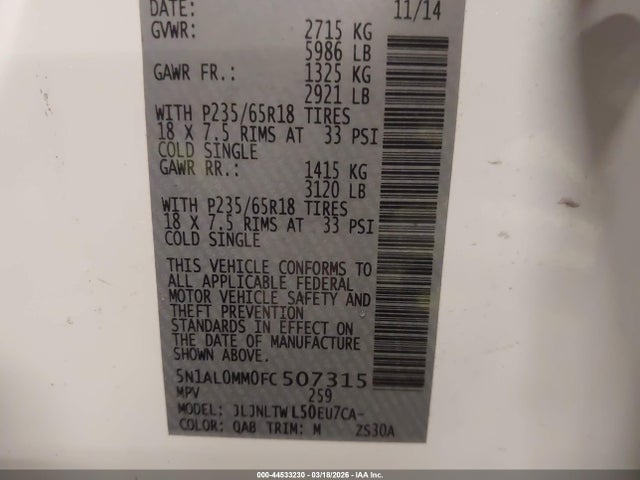 DATE: 11/14
GVWR: 2715 KG
5986 LB
GAWR FR.: 1325 KG
2921 LB
WITH P235/65R18 TIRES
18 X 7.5 RIMS AT 33 PSI
COLD SINGLE
GAWR RR.: 1415 KG
3120 LB
WITH P235/65R18 TIRES
18 X 7.5 RIMS AT 33 PSI
COLD SINGLE
THIS VEHICLE CONFORMS TO
ALL APPLICABLE FEDERAL
MOTOR VEHICLE SAFETY AND
THEFT PREVENTION
STANDARDS IN EFFECT ON
THE DATE OF MANUFACTURE
SHOWN ABOVE.
5N1AL0MM0FC507315
MPV 259
MODEL: JLJNLTWL50EU7CA-
COLOR: QAB TRIM: M 2S30A
000-44533230 - 03/18/2026 - IAA Inc.